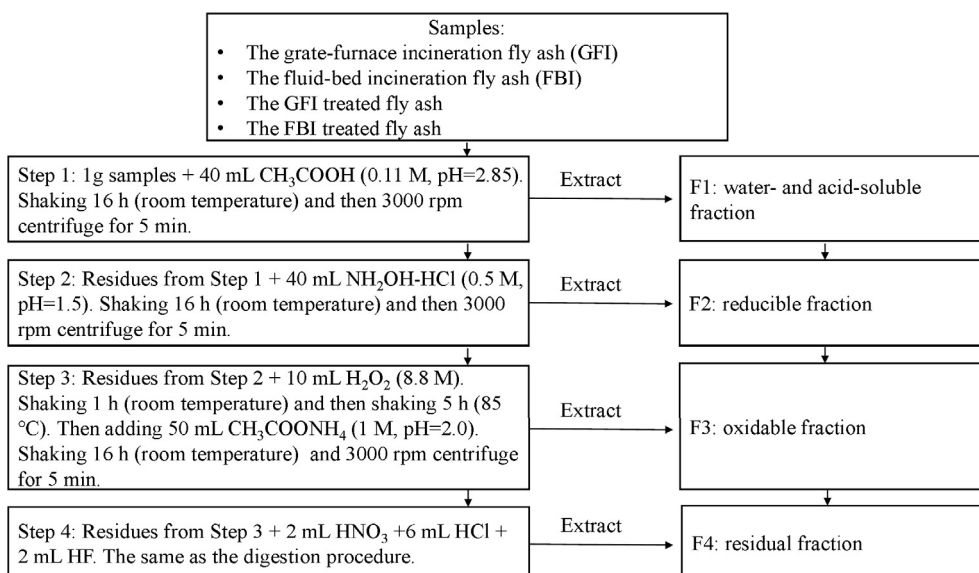 Samples:
• The grate-furnace incineration fly ash (GFI)
• The fluid-bed incineration fly ash (FBI)
• The GFI treated fly ash
• The FBI treated fly ash
Step 1: 1g samples + 40 mL CH₃COOH (0.11 M, pH=2.85).
Shaking 16 h (room temperature) and then 3000 rpm
centrifuge for 5 min.
Extract
F1: water- and acid-soluble
fraction
Step 2: Residues from Step 1 + 40 mL NH₂OH-HCl (0.5 M,
pH=1.5). Shaking 16 h (room temperature) and then 3000
rpm centrifuge for 5 min.
Extract
F2: reducible fraction
Step 3: Residues from Step 2 + 10 mL H₂O₂ (8.8 M).
Shaking 1 h (room temperature) and then shaking 5 h (85
°C). Then adding 50 mL CH₃COONH₄ (1 M, pH=2.0).
Shaking 16 h (room temperature) and 3000 rpm centrifuge
for 5 min.
Extract
F3: oxidable fraction
Step 4: Residues from Step 3 + 2 mL HNO₃ +6 mL HCl +
2 mL HF. The same as the digestion procedure.
Extract
F4: residual fraction